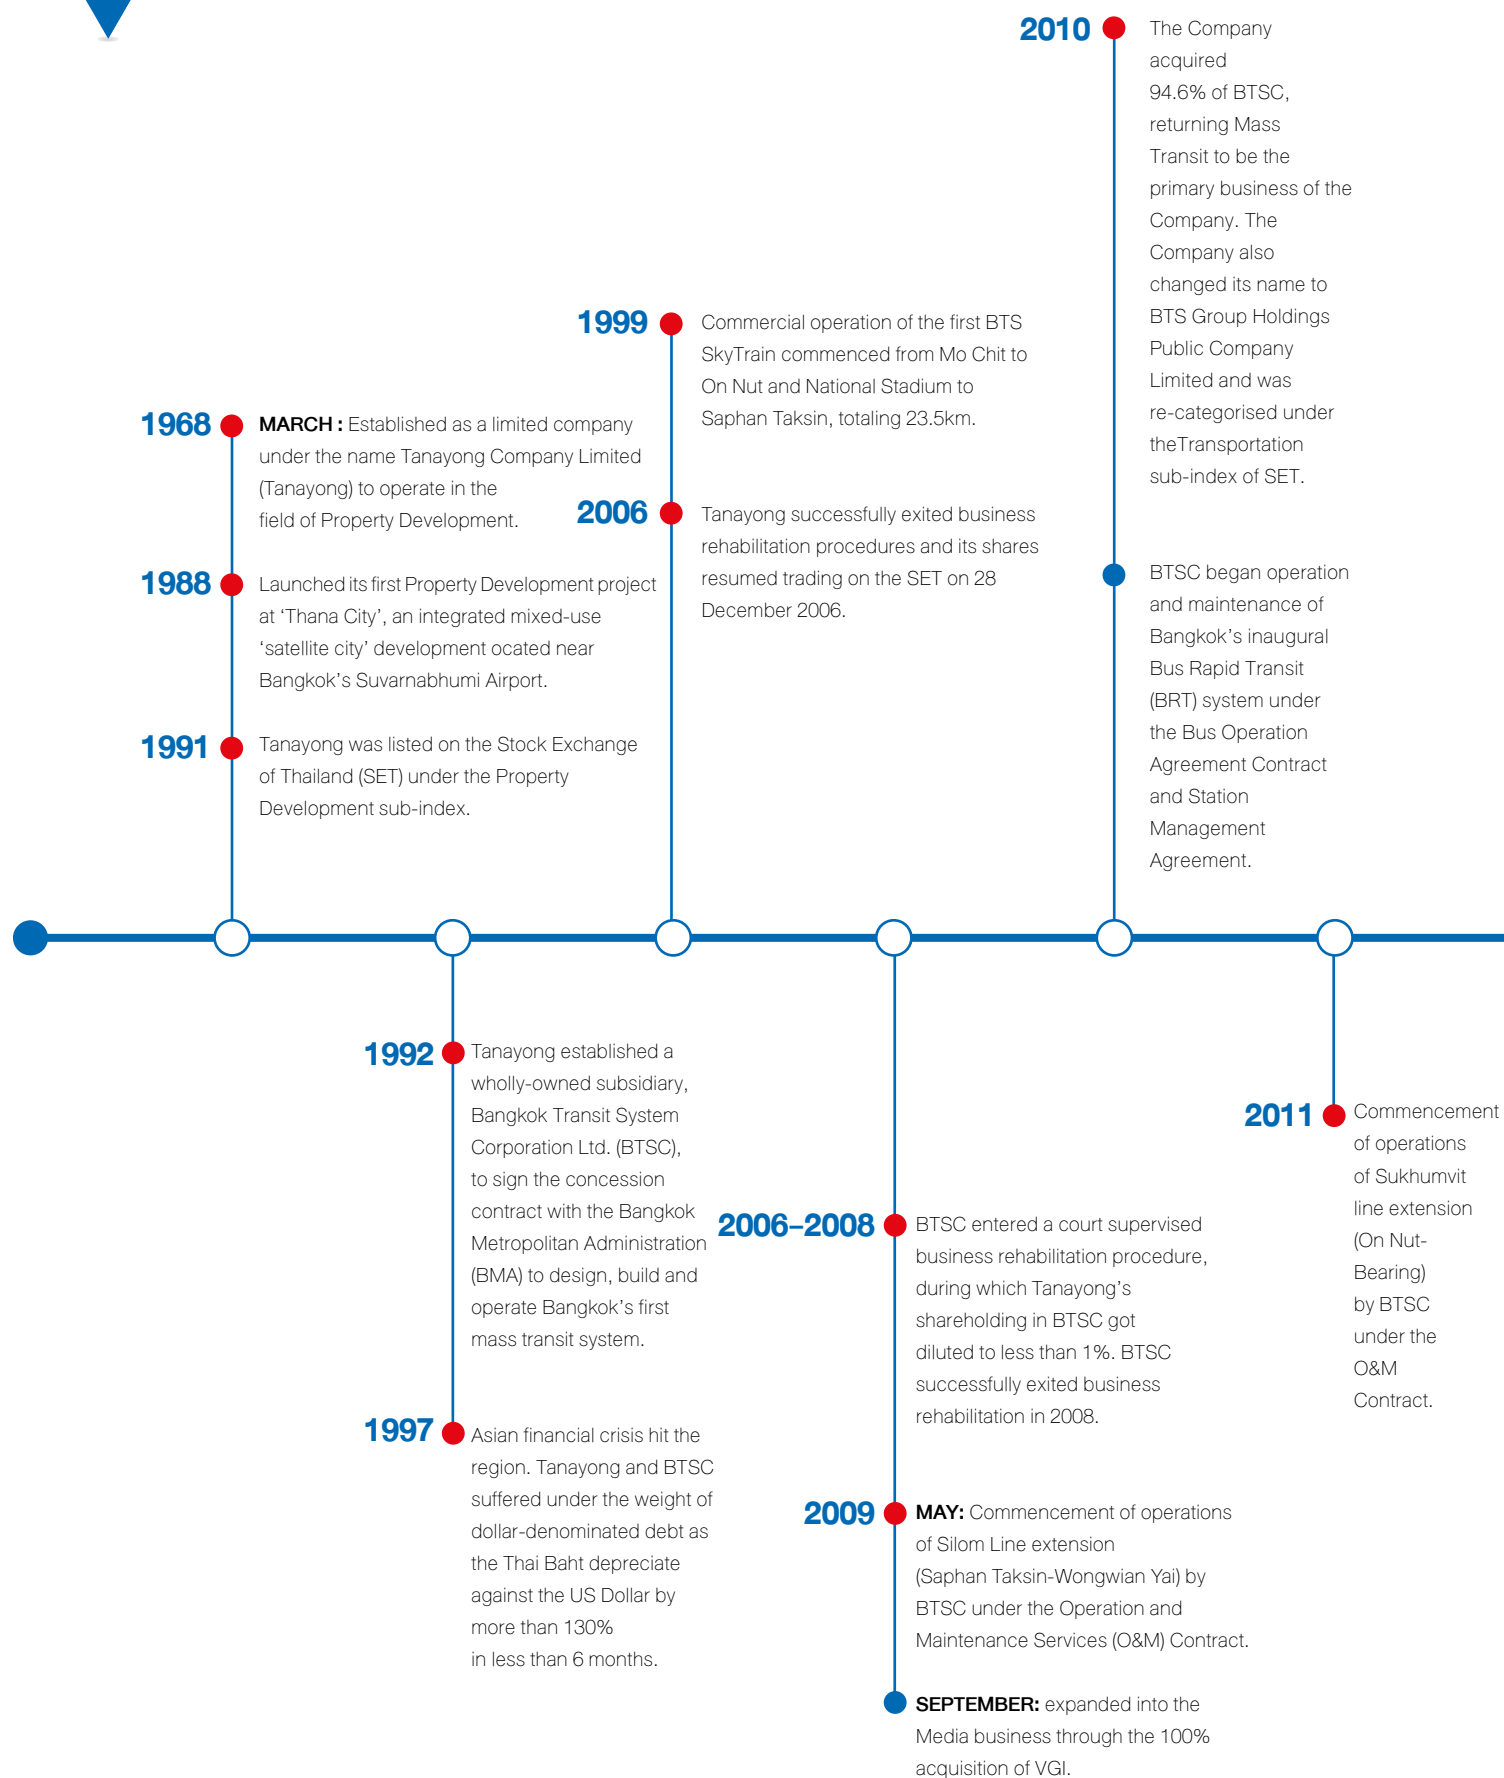 1968
MARCH : Established as a limited company
under the name Tanayong Company Limited
(Tanayong) to operate in the
field of Property Development.
1988
Launched its first Property Development project
at ‘Thana City’, an integrated mixed-use
‘satellite city’ development ocated near
Bangkok’s Suvarnabhumi Airport.
1991
Tanayong was listed on the Stock Exchange
of Thailand (SET) under the Property
Development sub-index.
1992
Tanayong established a
wholly-owned subsidiary,
Bangkok Transit System
Corporation Ltd. (BTSC),
to sign the concession
contract with the Bangkok
Metropolitan Administration
(BMA) to design, build and
operate Bangkok’s first
mass transit system.
1997
Asian financial crisis hit the
region. Tanayong and BTSC
suffered under the weight of
dollar-denominated debt as
the Thai Baht depreciate
against the US Dollar by
more than 130%
in less than 6 months.
1999
Commercial operation of the first BTS
SkyTrain commenced from Mo Chit to
On Nut and National Stadium to
Saphan Taksin, totaling 23.5km.
2006
Tanayong successfully exited business
rehabilitation procedures and its shares
resumed trading on the SET on 28
December 2006.
2006–2008
BTSC entered a court supervised
business rehabilitation procedure,
during which Tanayong’s
shareholding in BTSC got
diluted to less than 1%. BTSC
successfully exited business
rehabilitation in 2008.
2009
MAY: Commencement of operations
of Silom Line extension
(Saphan Taksin-Wongwian Yai) by
BTSC under the Operation and
Maintenance Services (O&M) Contract.
SEPTEMBER: expanded into the
Media business through the 100%
acquisition of VGI.
2010
The Company
acquired
94.6% of BTSC,
returning Mass
Transit to be the
primary business of the
Company. The
Company also
changed its name to
BTS Group Holdings
Public Company
Limited and was
re-categorised under
theTransportation
sub-index of SET.
BTSC began operation
and maintenance of
Bangkok’s inaugural
Bus Rapid Transit
(BRT) system under
the Bus Operation
Agreement Contract
and Station
Management
Agreement.
2011
Commencement
of operations
of Sukhumvit
line extension
(On Nut-
Bearing)
by BTSC
under the
O&M
Contract.